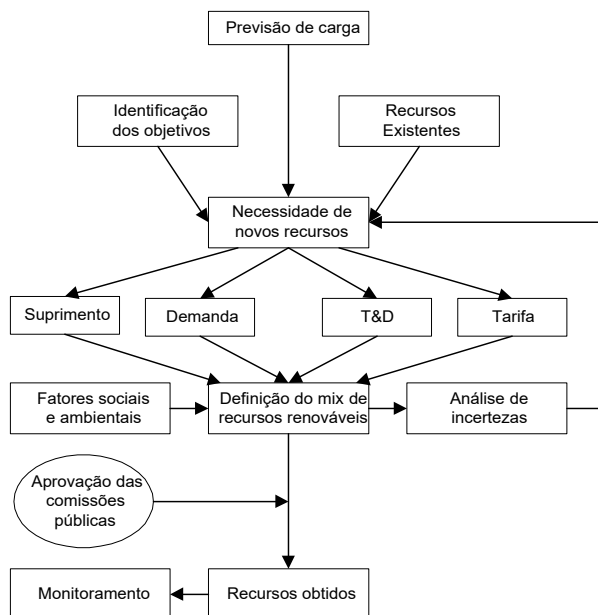 Previsão de carga
Identificação
dos objetivos
Recursos
Existentes
Necessidade de
novos recursos
Suprimento
Demanda
T&D
Tarifa
Fatores sociais
e ambientais
Definição do mix de
recursos renováveis
Análise de
incertezas
Aprovação das
comissões
públicas
Monitoramento
Recursos obtidos